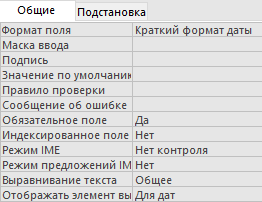 Общие Подстановка
Формат поля Краткий формат даты
Маска ввода
Подпись
Значение по умолчани
Правило проверки
Сообщение об ошибке
Обязательное поле Да
Индексированное поле Нет
Режим IME Нет контроля
Режим предложений IM Нет
Выравнивание текста Общее
Отображать элемент вы Для дат